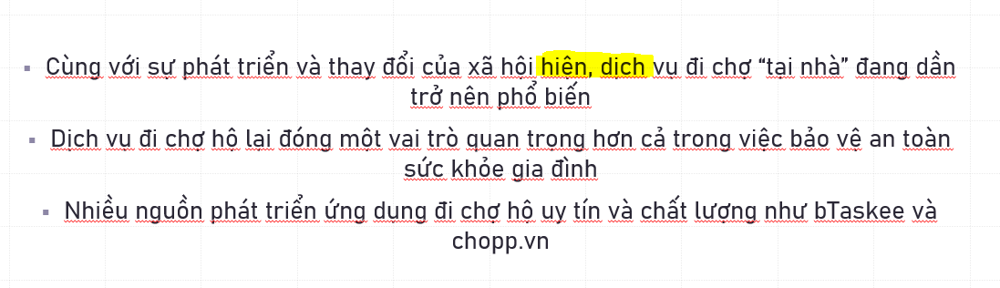 ▪ Cùng với sự phát triển và thay đổi của xã hội hiện, dịch vụ đi chợ “tại nhà” đang dần
trở nên phổ biến
▪ Dịch vụ đi chợ hộ lại đóng một vai trò quan trọng hơn cả trong việc bảo vệ an toàn
sức khỏe gia đình
▪ Nhiều nguồn phát triển ứng dụng đi chợ hộ uy tín và chất lượng như bTaskee và
chopp.vn